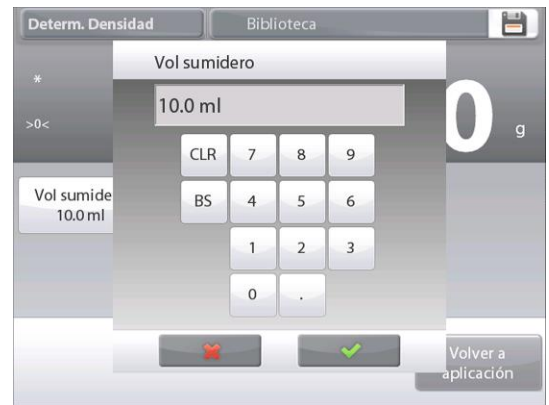 Determ. Densidad Biblioteca
Vol sumidero
*
10.0 ml
>0<
0 g
CLR 7 8 9
Vol sumide
10.0 ml
BS 4 5 6
1 2 3
0 .
Volver a
aplicación